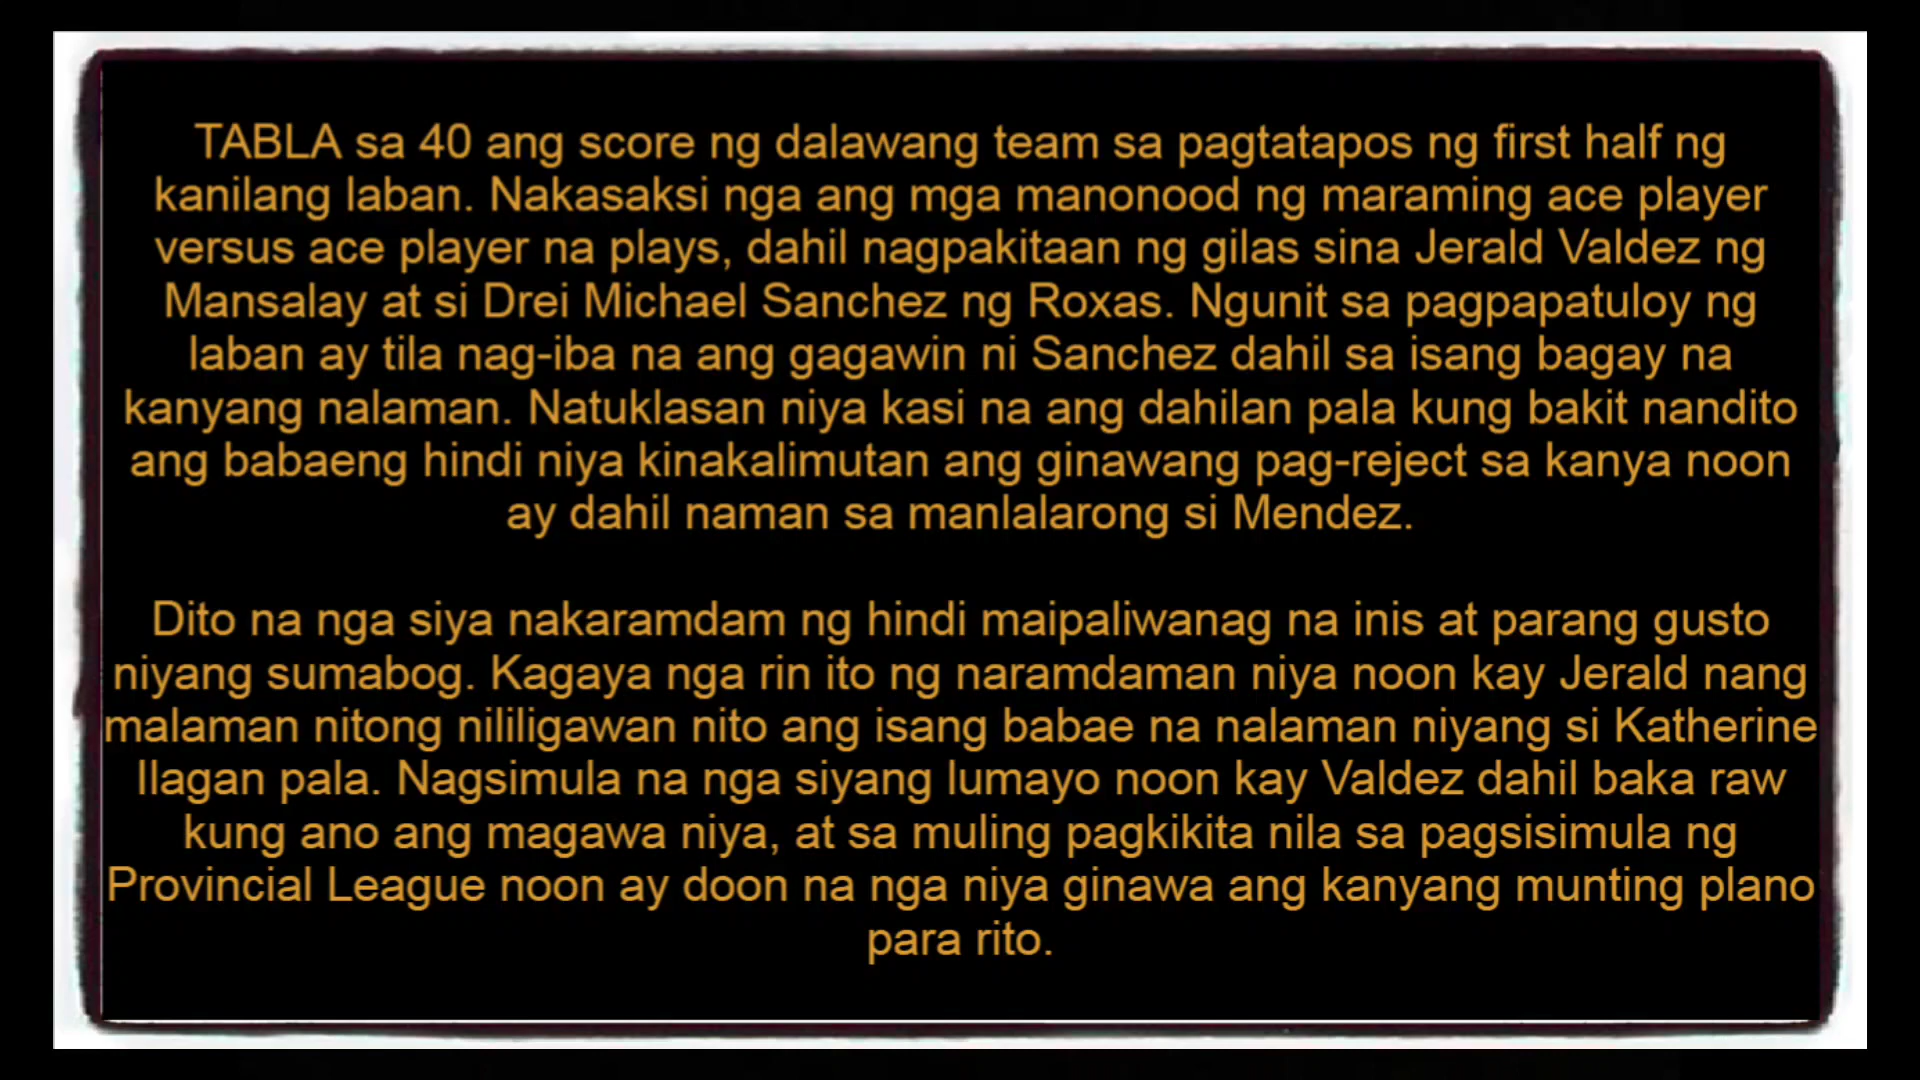 TABLA sa 40 ang score ng dalawang team sa pagtatapos ng first half ng
kanilang laban. Nakasaksi nga ang mga manonood ng maraming ace player
versus ace player na plays, dahil nagpakitaan ng gilas sina Jerald Valdez ng
Mansalay at si Drei Michael Sanchez ng Roxas. Ngunit sa pagpapatuloy ng
laban ay tila nag-iba na ang gagawin ni Sanchez dahil sa isang bagay na
kanyang nalaman. Natuklasan niya kasi na ang dahilan pala kung bakit nandito
ang babaeng hindi niya kinakalimutan ang ginawang pag-reject sa kanya noon
ay dahil naman sa manlalarong si Mendez.
Dito na nga siya nakaramdam ng hindi maipaliwanag na inis at parang gusto
niyang sumabog. Kagaya nga rin ito ng naramdaman niya noon kay Jerald nang
malaman nitong nililigawan nito ang isang babae na nalaman niyang si Katherine
Ilagan pala. Nagsimula na nga siyang lumayo noon kay Valdez dahil baka raw
kung ano ang magawa niya, at sa muling pagkikita nila sa pagsisimula ng
Provincial League noon ay doon na nga niya ginawa ang kanyang munting plano
para rito.